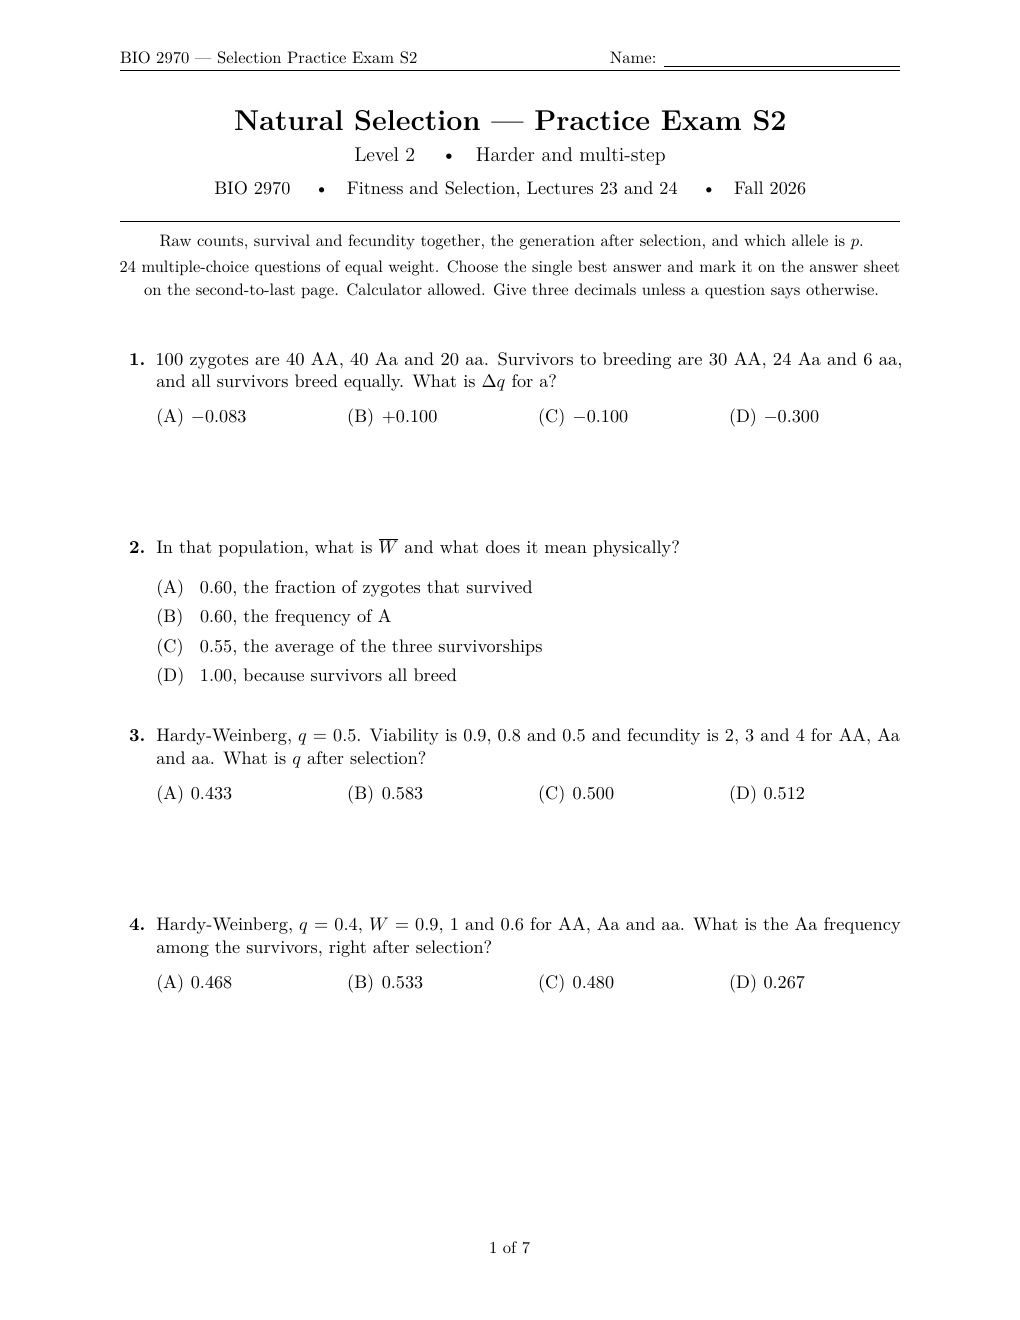 BIO 2970 — Selection Practice Exam S2 Name:
Natural Selection — Practice Exam S2
Level 2 • Harder and multi-step
BIO 2970 • Fitness and Selection, Lectures 23 and 24 • Fall 2026
Raw counts, survival and fecundity together, the generation after selection, and which allele is p.
24 multiple-choice questions of equal weight. Choose the single best answer and mark it on the answer sheet
on the second-to-last page. Calculator allowed. Give three decimals unless a question says otherwise.
1. 100 zygotes are 40 AA, 40 Aa and 20 aa. Survivors to breeding are 30 AA, 24 Aa and 6 aa,
and all survivors breed equally. What is Δq for a?
(A) −0.083 (B) +0.100 (C) −0.100 (D) −0.300
2. In that population, what is W̅ and what does it mean physically?
(A) 0.60, the fraction of zygotes that survived
(B) 0.60, the frequency of A
(C) 0.55, the average of the three survivorships
(D) 1.00, because survivors all breed
3. Hardy-Weinberg, q = 0.5. Viability is 0.9, 0.8 and 0.5 and fecundity is 2, 3 and 4 for AA, Aa
and aa. What is q after selection?
(A) 0.433 (B) 0.583 (C) 0.500 (D) 0.512
4. Hardy-Weinberg, q = 0.4, W = 0.9, 1 and 0.6 for AA, Aa and aa. What is the Aa frequency
among the survivors, right after selection?
(A) 0.468 (B) 0.533 (C) 0.480 (D) 0.267
1 of 7